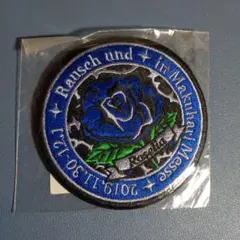 Rausch und
in Makuhari Messe
2019.11.30-12.1
Roselia